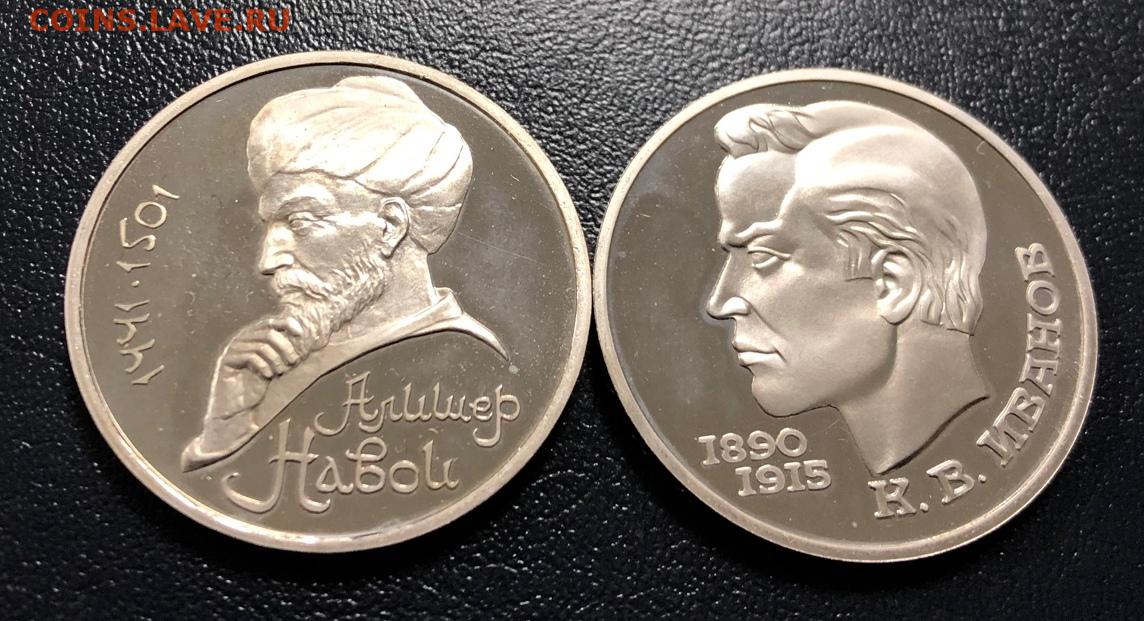 COINS.LAVE.RU
1441·1501
Алишер
Навои
1890
1915
К. В. ИВАНОВ